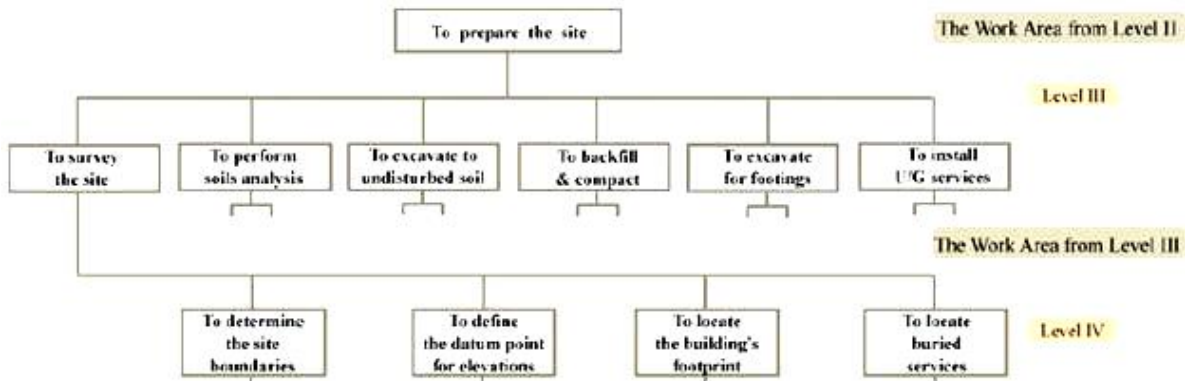 To prepare the site
The Work Area from Level II
Level III
To survey
the site
To perform
soils analysis
To excavate to
undisturbed soil
To backfill
& compact
To excavate
for footings
To install
U/G services
The Work Area from Level III
To determine
the site
boundaries
To define
the datum point
for elevations
To locate
the building's
footprint
To locate
buried
services
Level IV